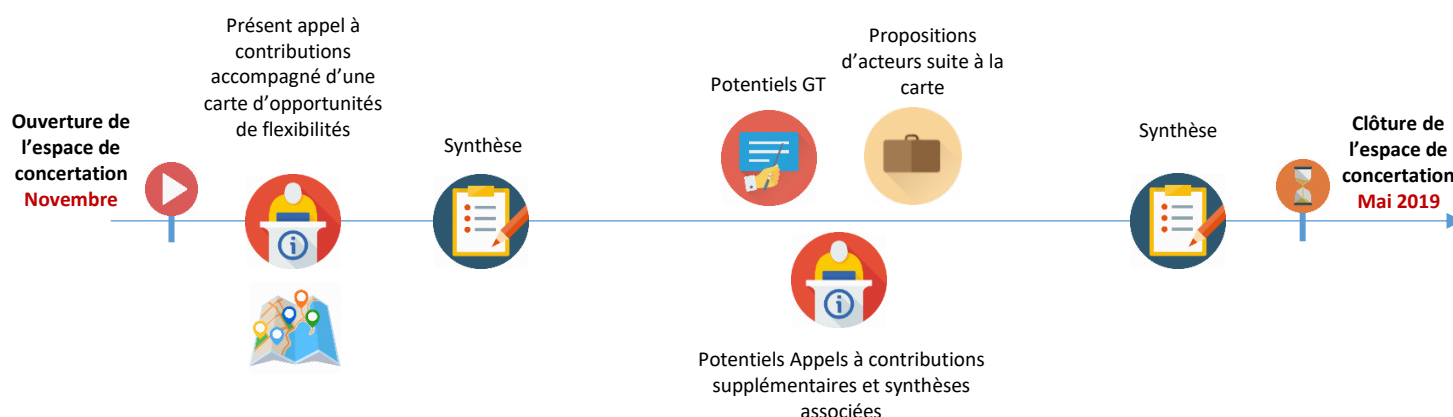 Ouverture de
l’espace de
concertation
Novembre
Présent appel à
contributions
accompagné d’une
carte d’opportunités
de flexibilités
Synthèse
Potentiels GT
Propositions
d’acteurs suite à la
carte
Potentiels Appels à contributions
supplémentaires et synthèses
associées
Synthèse
Clôture de
l’espace de
concertation
Mai 2019